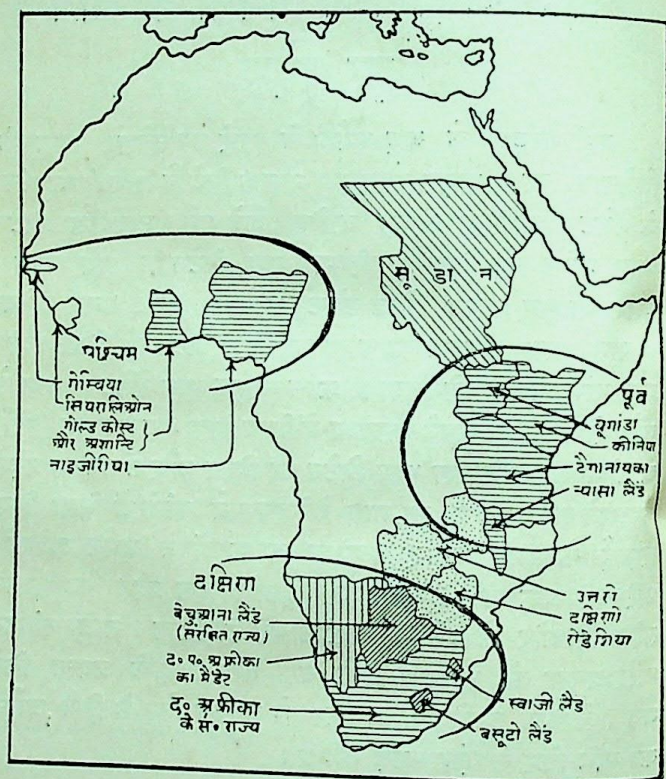 सू डा न
पश्चिम
गेम्बिया
सियरालिओन
गोल्ड कोस्ट
और अशान्टि
नाइजीरिया
पूर्व
यूगांडा
कीनिया
टैगानायका
न्यासा लैंड
उत्तरी
दक्षिणी
रोडेशिया
दक्षिण
बेचुआना लैंड
(संरक्षित राज्य)
द० प० अफ्रीका
का मैंडेट
द० अफ्रीका
के सं० राज्य
स्वाजी लैंड
बसूटो लैंड